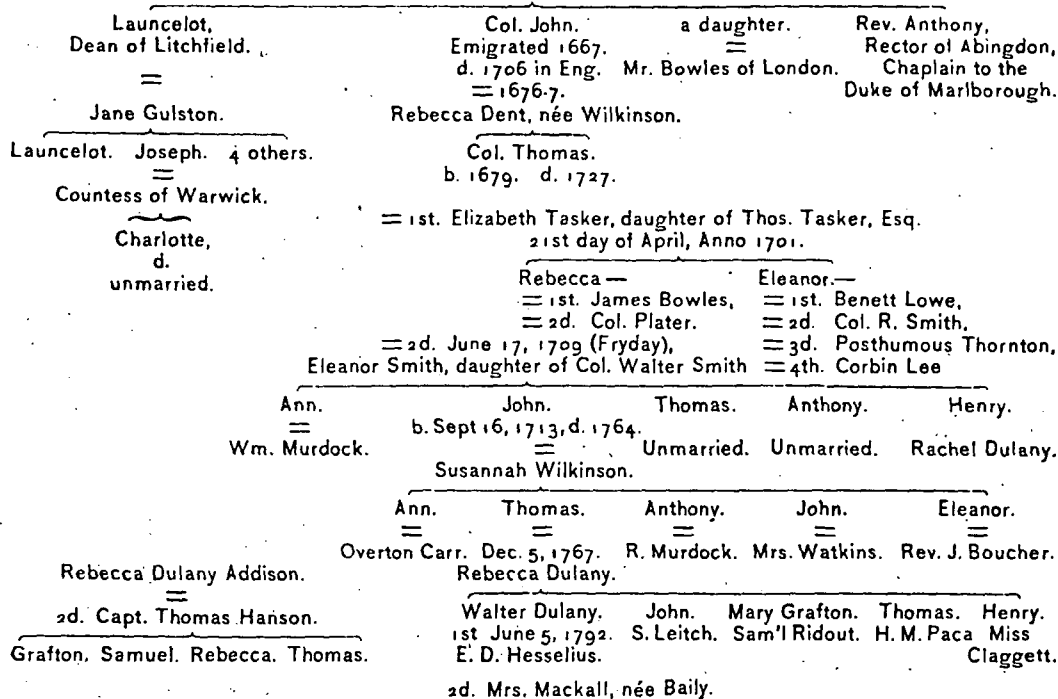 Launcelot, Col. John. a daughter. Rev. Anthony,
Dean of Litchfield. Emigrated 1667. = Rector of Abingdon,
= d. 1706 in Eng. Mr. Bowles of London. Chaplain to the
= 1676-7. Duke of Marlborough.
Jane Gulston. Rebecca Dent, née Wilkinson.
Launcelot. Joseph. 4 others. Col. Thomas.
= b. 1679. d. 1727.
Countess of Warwick.
= 1st. Elizabeth Tasker, daughter of Thos. Tasker, Esq.
Charlotte, 21st day of April, Anno 1701.
d.
unmarried. Rebecca — Eleanor. —
= 1st. James Bowles, = 1st. Benett Lowe,
= 2d. Col. Plater. = 2d. Col. R. Smith,
= 2d. June 17, 1709 (Fryday), = 3d. Posthumous Thornton,
Eleanor Smith, daughter of Col. Walter Smith = 4th. Corbin Lee
Ann. John. Thomas. Anthony. Henry.
= b. Sept 16, 1713, d. 1764.
Wm. Murdock. = Unmarried. Unmarried. Rachel Dulany.
Susannah Wilkinson.
Ann. Thomas. Anthony. John. Eleanor.
= = = = =
Overton Carr. Dec. 5, 1767. R. Murdock. Mrs. Watkins. Rev. J. Boucher.
Rebecca Dulany Addison. Rebecca Dulany.
=
2d. Capt. Thomas Hanson. Walter Dulany. John. Mary Grafton. Thomas. Henry.
1st June 5, 1792. S. Leitch. Sam'l Ridout. H. M. Paca Miss
Grafton. Samuel. Rebecca. Thomas. E. D. Hesselius. Claggett.
2d. Mrs. Mackall, née Baily.